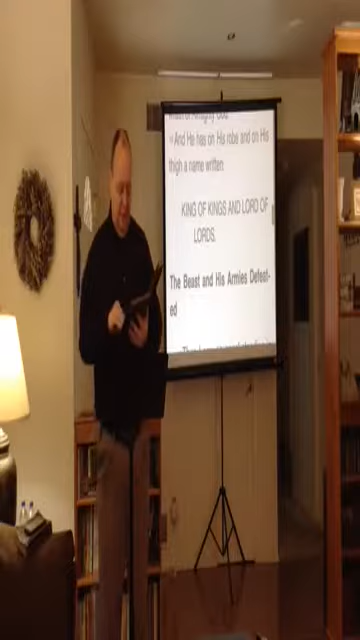 And He has on His robe and on His
thigh a name written:
KING OF KINGS AND LORD OF
LORDS.
The Beast and His Armies Defeat-
ed